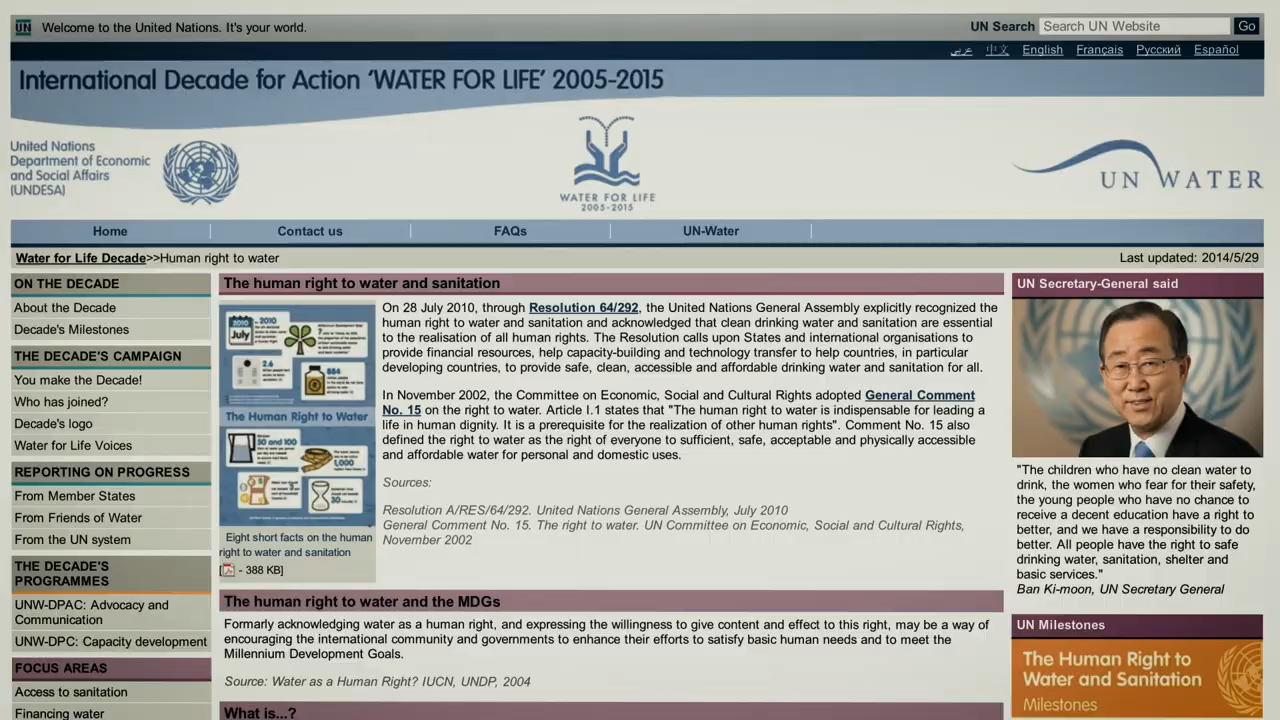 UN Welcome to the United Nations. It's your world.
UN Search Search UN Website Go
عربي 中文 English Français Русский Español
International Decade for Action 'WATER FOR LIFE' 2005-2015
United Nations
Department of Economic
and Social Affairs
(UNDESA)
WATER FOR LIFE
2005-2015
UN WATER
Home Contact us FAQs UN-Water
Water for Life Decade>>Human right to water
Last updated: 2014/5/29
ON THE DECADE
About the Decade
Decade's Milestones
THE DECADE'S CAMPAIGN
You make the Decade!
Who has joined?
Decade's logo
Water for Life Voices
REPORTING ON PROGRESS
From Member States
From Friends of Water
From the UN system
THE DECADE'S
PROGRAMMES
UNW-DPAC: Advocacy and
Communication
UNW-DPC: Capacity development
FOCUS AREAS
Access to sanitation
Financing water
The human right to water and sanitation
2010
July
The Human Right to Water
30 and 100
1,000
30
Eight short facts on the human
right to water and sanitation
[ - 388 KB]
On 28 July 2010, through Resolution 64/292, the United Nations General Assembly explicitly recognized the
human right to water and sanitation and acknowledged that clean drinking water and sanitation are essential
to the realisation of all human rights. The Resolution calls upon States and international organisations to
provide financial resources, help capacity-building and technology transfer to help countries, in particular
developing countries, to provide safe, clean, accessible and affordable drinking water and sanitation for all.
In November 2002, the Committee on Economic, Social and Cultural Rights adopted General Comment
No. 15 on the right to water. Article I.1 states that "The human right to water is indispensable for leading a
life in human dignity. It is a prerequisite for the realization of other human rights". Comment No. 15 also
defined the right to water as the right of everyone to sufficient, safe, acceptable and physically accessible
and affordable water for personal and domestic uses.
Sources:
Resolution A/RES/64/292. United Nations General Assembly, July 2010
General Comment No. 15. The right to water. UN Committee on Economic, Social and Cultural Rights,
November 2002
The human right to water and the MDGs
Formarly acknowledging water as a human right, and expressing the willingness to give content and effect to this right, may be a way of
encouraging the international community and governments to enhance their efforts to satisfy basic human needs and to meet the
Millennium Development Goals.
Source: Water as a Human Right? IUCN, UNDP, 2004
What is...?
UN Secretary-General said
"The children who have no clean water to
drink, the women who fear for their safety,
the young people who have no chance to
receive a decent education have a right to
better, and we have a responsibility to do
better. All people have the right to safe
drinking water, sanitation, shelter and
basic services."
Ban Ki-moon, UN Secretary General
UN Milestones
The Human Right to
Water and Sanitation
Milestones